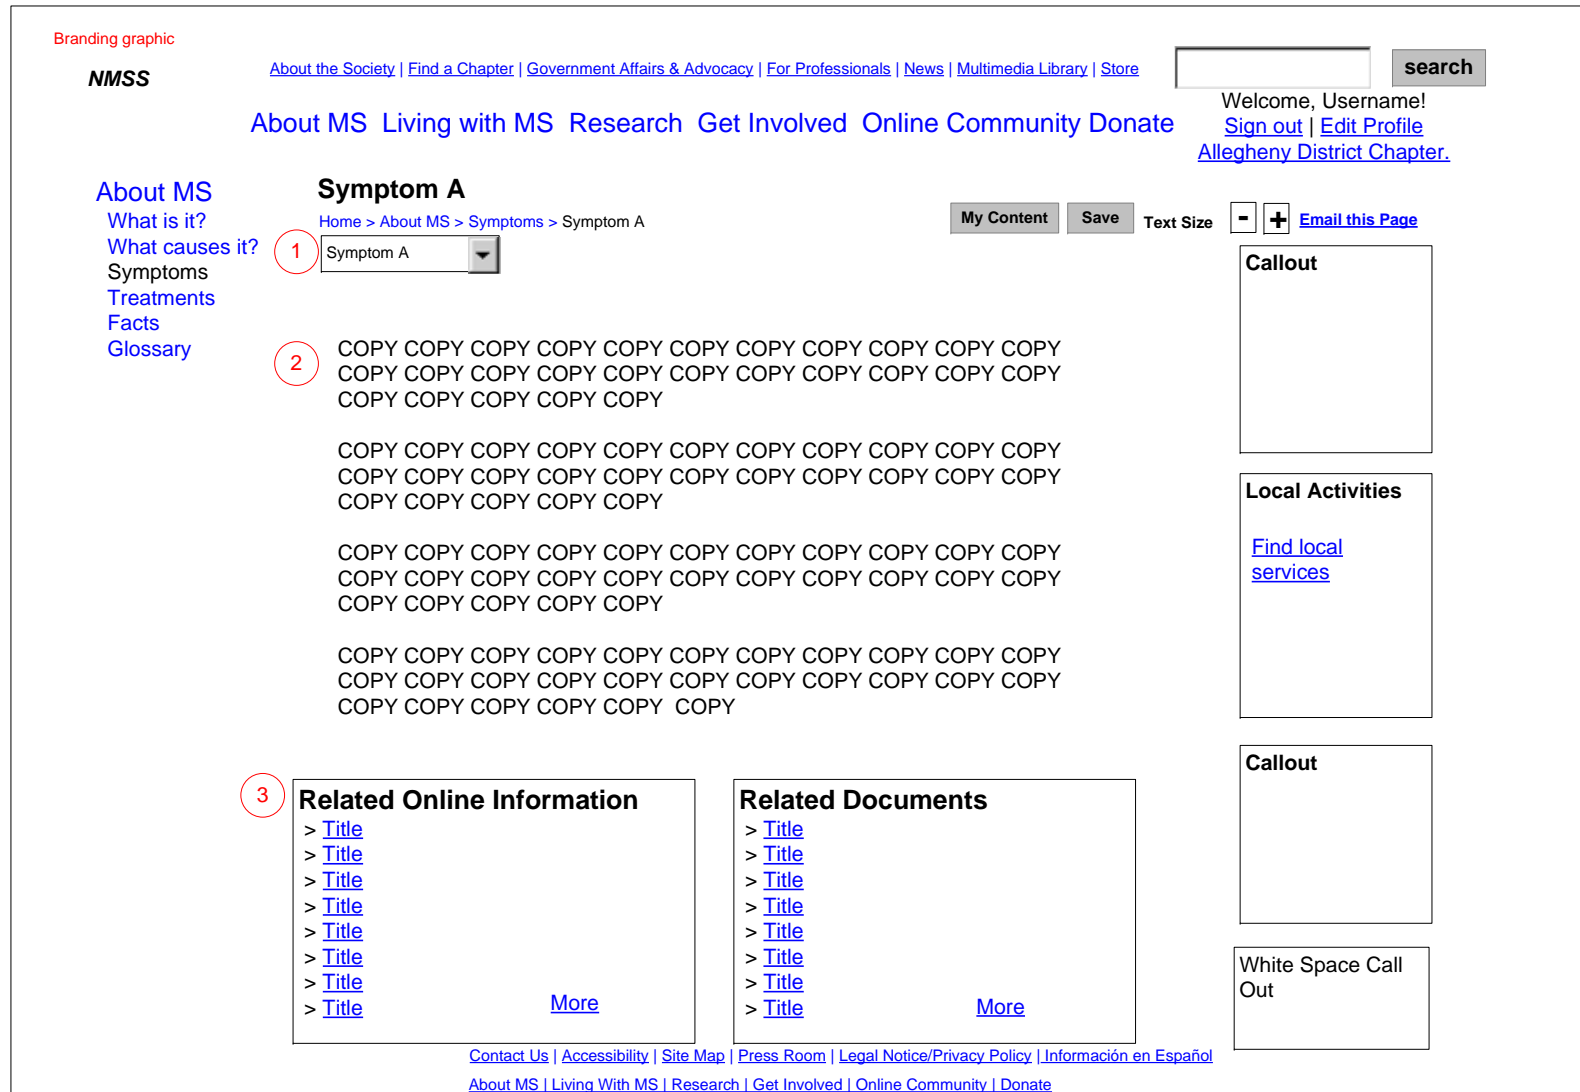 Branding graphic
NMSS
About the Society | Find a Chapter | Government Affairs & Advocacy | For Professionals | News | Multimedia Library | Store
search
Welcome, Username!
Sign out | Edit Profile
Allegheny District Chapter.
About MS Living with MS Research Get Involved Online Community Donate
About MS
What is it?
What causes it?
Symptoms
Treatments
Facts
Glossary
Symptom A
Home > About MS > Symptoms > Symptom A
My Content
Save
Text Size
- +
Email this Page
1
Symptom A
2
COPY COPY COPY COPY COPY COPY COPY COPY COPY COPY COPY
COPY COPY COPY COPY COPY COPY COPY COPY COPY COPY COPY
COPY COPY COPY COPY COPY
COPY COPY COPY COPY COPY COPY COPY COPY COPY COPY COPY
COPY COPY COPY COPY COPY COPY COPY COPY COPY COPY COPY
COPY COPY COPY COPY COPY
COPY COPY COPY COPY COPY COPY COPY COPY COPY COPY COPY
COPY COPY COPY COPY COPY COPY COPY COPY COPY COPY COPY
COPY COPY COPY COPY COPY
COPY COPY COPY COPY COPY COPY COPY COPY COPY COPY COPY
COPY COPY COPY COPY COPY COPY COPY COPY COPY COPY COPY
COPY COPY COPY COPY COPY COPY
Callout
Local Activities
Find local
services
Callout
White Space Call
Out
3
Related Online Information
> Title
> Title
> Title
> Title
> Title
> Title
> Title
> Title
More
Related Documents
> Title
> Title
> Title
> Title
> Title
> Title
> Title
> Title
More
Contact Us | Accessibility | Site Map | Press Room | Legal Notice/Privacy Policy | Información en Español
About MS | Living With MS | Research | Get Involved | Online Community | Donate